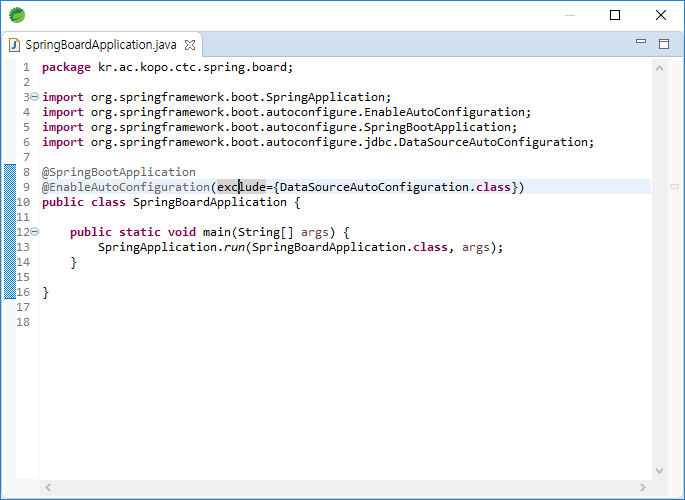 SpringBoardApplication.java
1 package kr.ac.kopo.ctc.spring.board;
2
3 import org.springframework.boot.SpringApplication;
4 import org.springframework.boot.autoconfigure.EnableAutoConfiguration;
5 import org.springframework.boot.autoconfigure.SpringBootApplication;
6 import org.springframework.boot.autoconfigure.jdbc.DataSourceAutoConfiguration;
7
8 @SpringBootApplication
9 @EnableAutoConfiguration(exclude={DataSourceAutoConfiguration.class})
10 public class SpringBoardApplication {
11
12     public static void main(String[] args) {
13         SpringApplication.run(SpringBoardApplication.class, args);
14     }
15
16 }
17
18